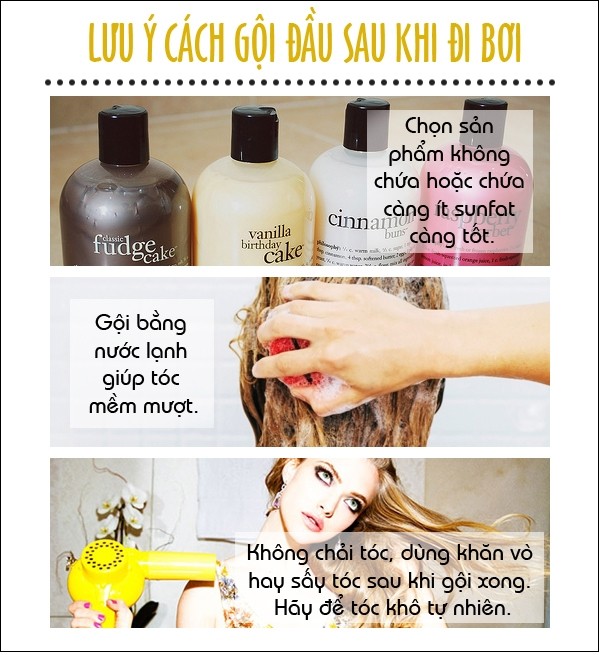 LƯU Ý CÁCH GỘI ĐẦU SAU KHI ĐI BƠI
Chọn sản
phẩm không
chứa hoặc chứa
càng ít sunfat
càng tốt.
classic
fudge
cake
vanilla
birthday
cake
cinnamon
buns
Gội bằng
nước lạnh
giúp tóc
mềm mượt.
Không chải tóc, dùng khăn vò
hay sấy tóc sau khi gội xong.
Hãy để tóc khô tự nhiên.